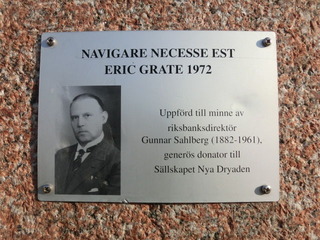 NAVIGARE NECESSE EST
ERIC GRATE 1972
Uppförd till minne av
riksbanksdirektör
Gunnar Sahlberg (1882-1961),
generös donator till
Sällskapet Nya Dryaden